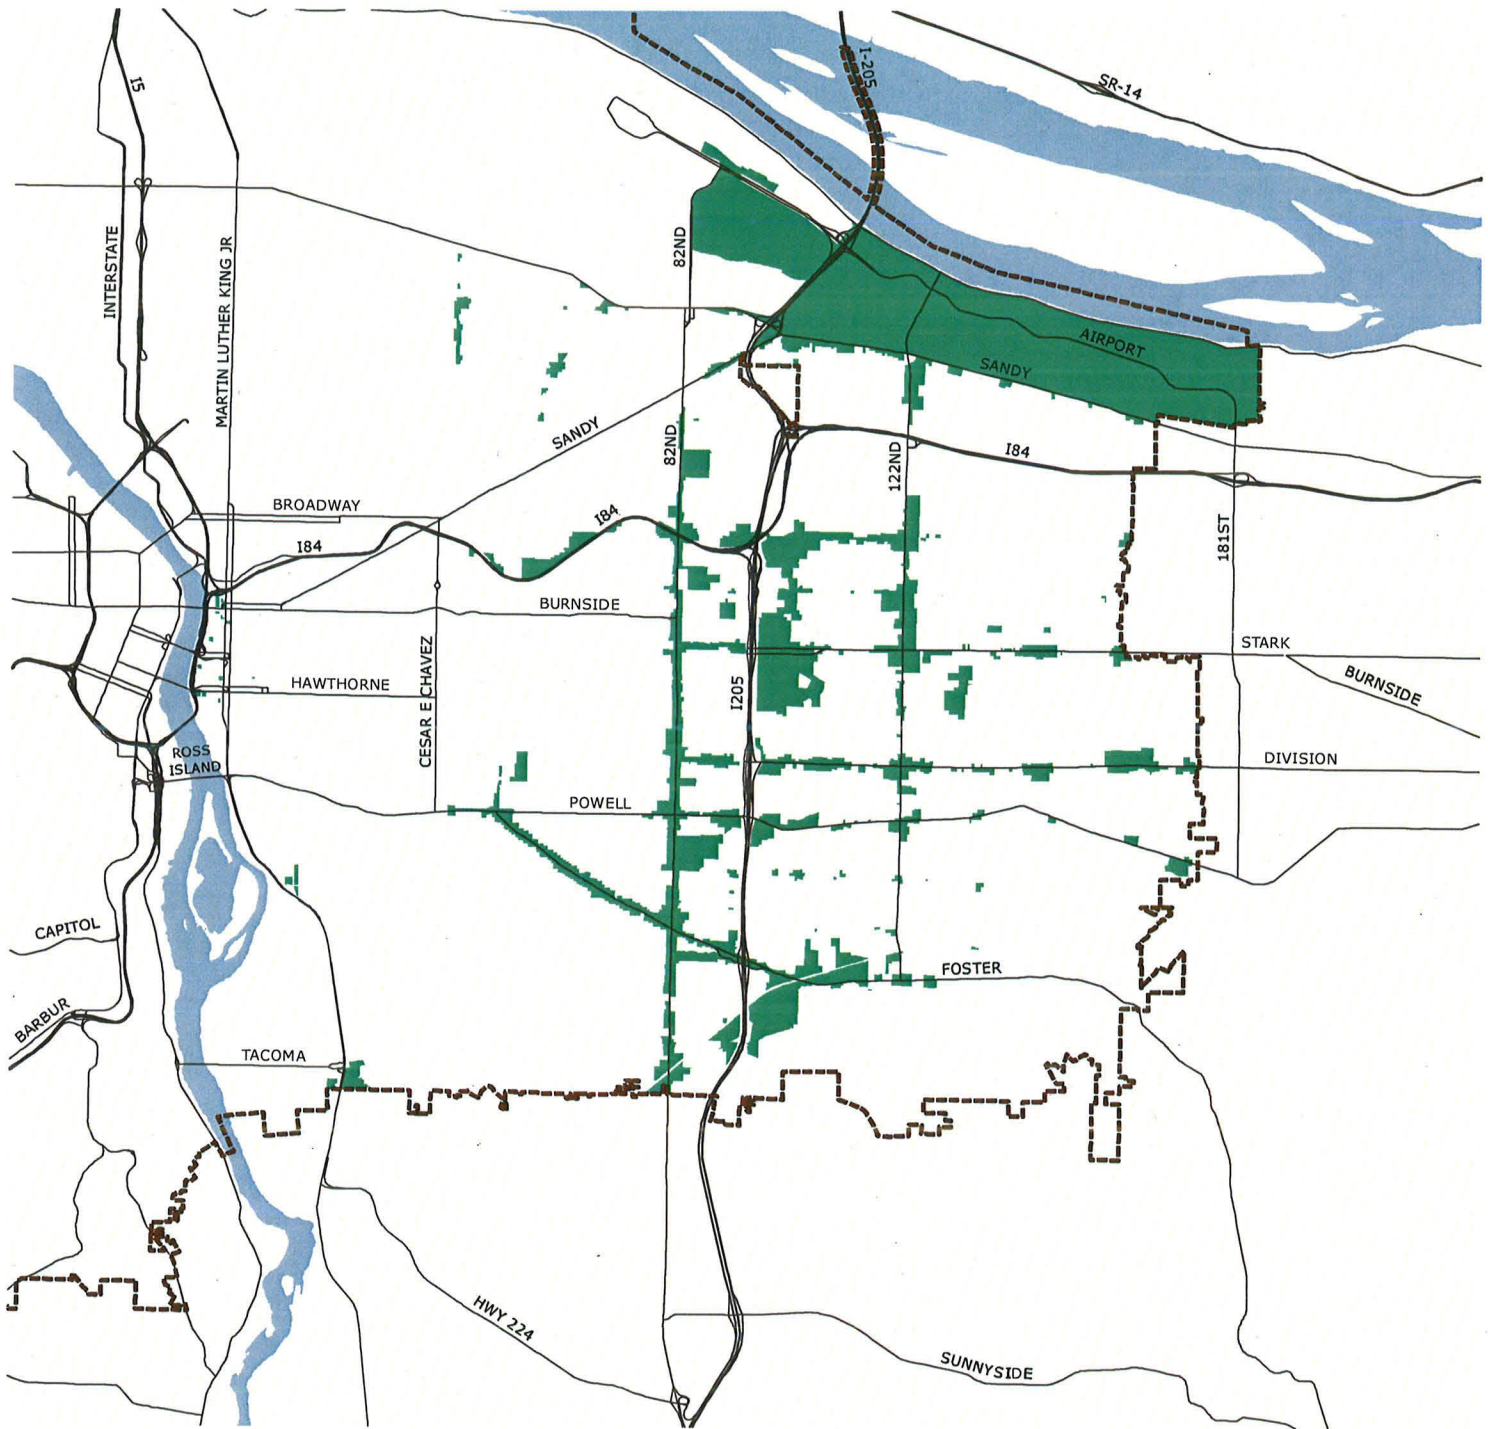 I5
I-205
SR-14
INTERSTATE
MARTIN LUTHER KING JR
82ND
AIRPORT
SANDY
SANDY
82ND
122ND
I84
BROADWAY
I84
I84
181ST
BURNSIDE
STARK
CESAR E CHAVEZ
HAWTHORNE
I205
BURNSIDE
ROSS
ISLAND
DIVISION
POWELL
CAPITOL
FOSTER
BARBUR
TACOMA
HWY 224
SUNNYSIDE